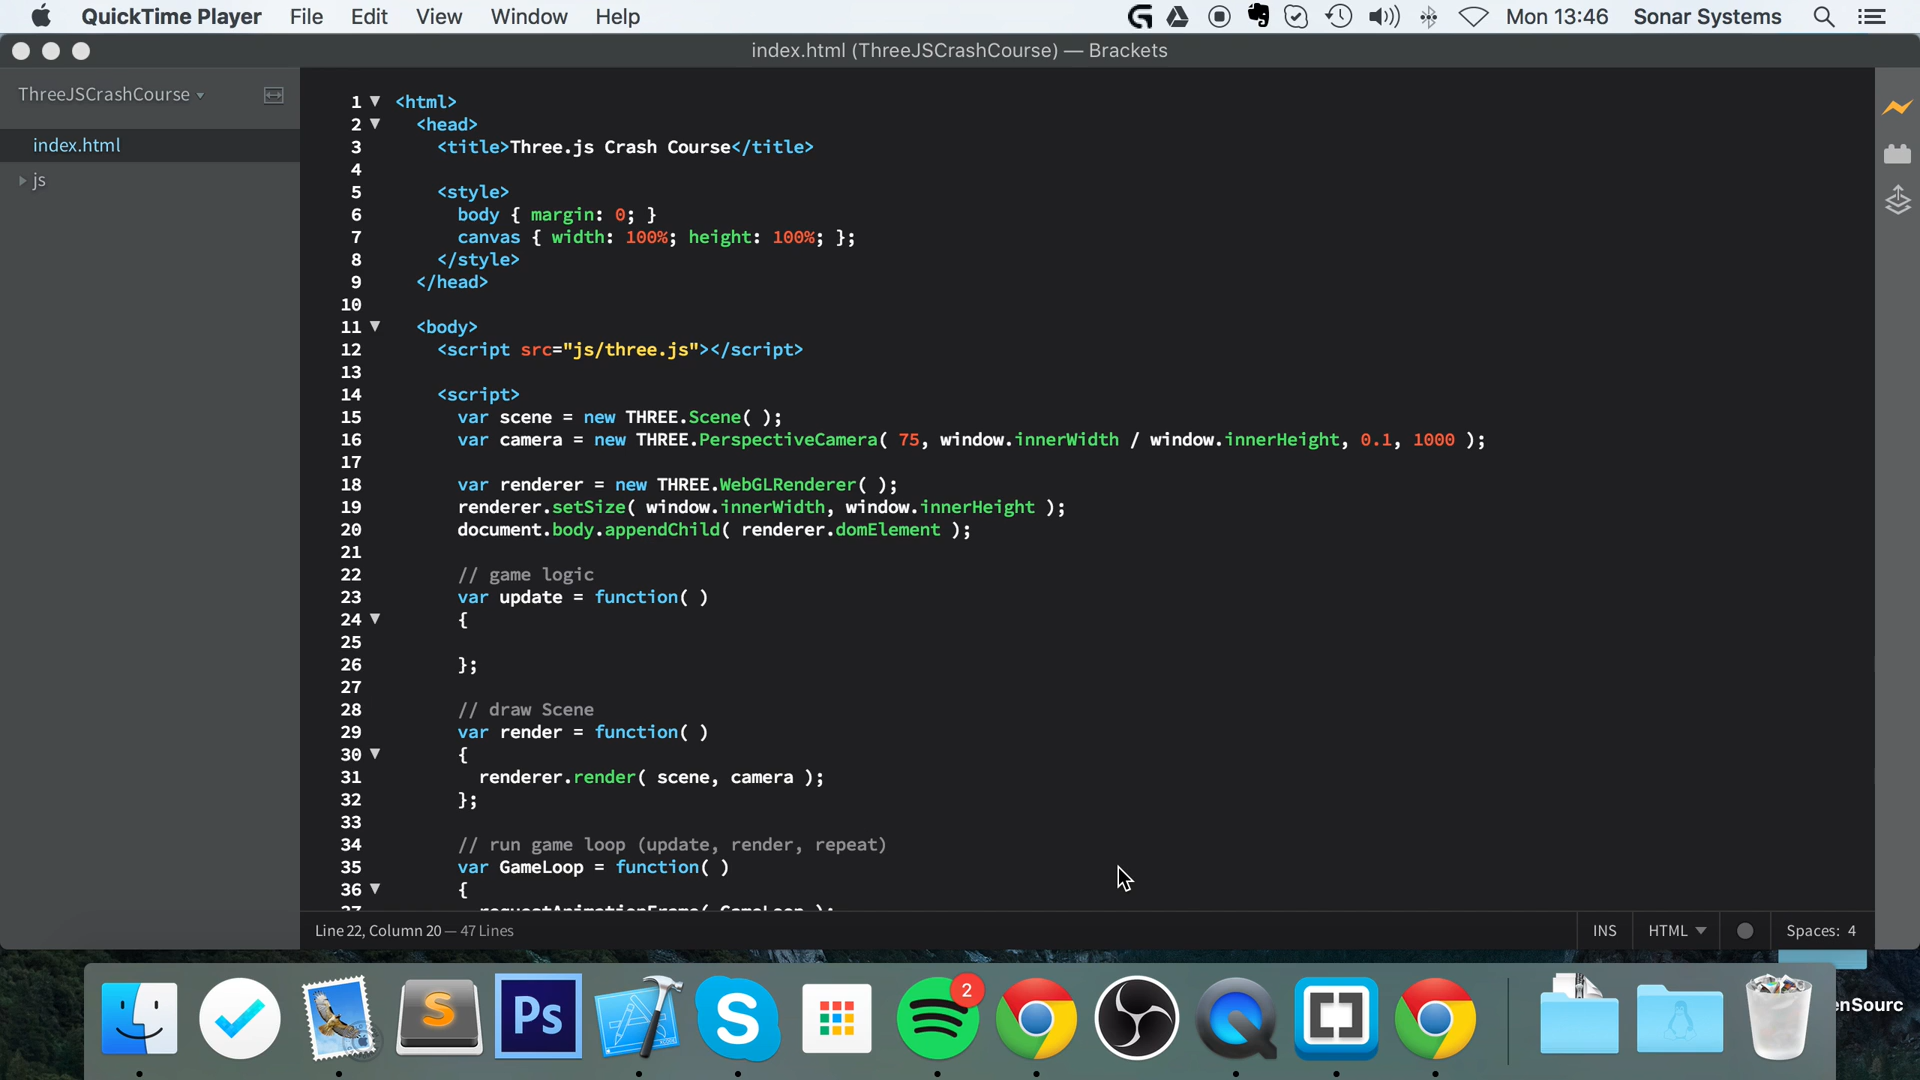 QuickTime Player File Edit View Window Help Mon 13:46 Sonar Systems
index.html (ThreeJSCrashCourse) — Brackets
ThreeJSCrashCourse
index.html
js
1 <html>
2 <head>
3 <title>Three.js Crash Course</title>
4
5 <style>
6 body { margin: 0; }
7 canvas { width: 100%; height: 100%; };
8 </style>
9 </head>
10
11 <body>
12 <script src="js/three.js"></script>
13
14 <script>
15 var scene = new THREE.Scene( );
16 var camera = new THREE.PerspectiveCamera( 75, window.innerWidth / window.innerHeight, 0.1, 1000 );
17
18 var renderer = new THREE.WebGLRenderer( );
19 renderer.setSize( window.innerWidth, window.innerHeight );
20 document.body.appendChild( renderer.domElement );
21
22 // game logic
23 var update = function( )
24 {
25
26 };
27
28 // draw Scene
29 var render = function( )
30 {
31 renderer.render( scene, camera );
32 };
33
34 // run game loop (update, render, repeat)
35 var GameLoop = function( )
36 {
37 requestAnimationFrame( GameLoop );
Line 22, Column 20 — 47 Lines INS HTML Spaces: 4
2
S Ps S
enSourc